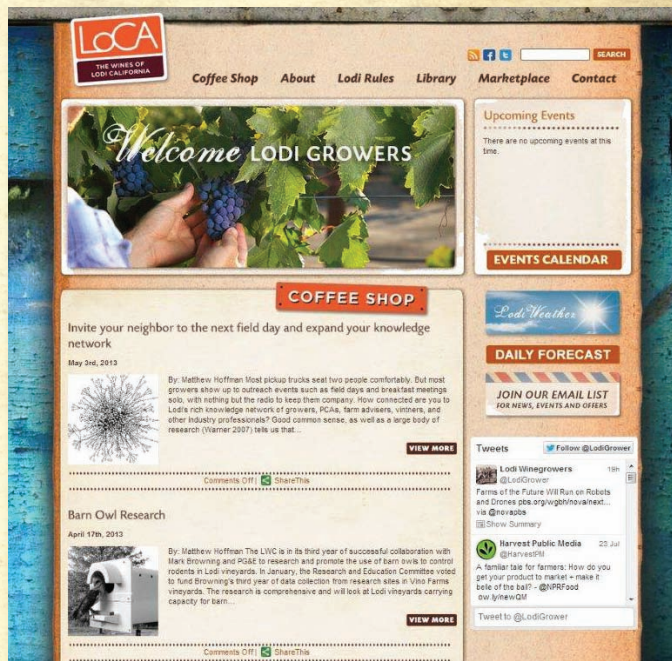 LoCA
THE WINES OF
LODI CALIFORNIA
SEARCH
Coffee Shop About Lodi Rules Library Marketplace Contact
Welcome LODI GROWERS
Upcoming Events
There are no upcoming events at this
time.
EVENTS CALENDAR
COFFEE SHOP
Invite your neighbor to the next field day and expand your knowledge
network
May 3rd, 2013
By: Matthew Hoffman Most pickup trucks seat two people comfortably. But most
growers show up to outreach events such as field days and breakfast meetings
solo, with nothing but the radio to keep them company. How connected are you to
Lodi's rich knowledge network of growers, PCAs, farm advisers, vintners, and
other industry professionals? Good common sense, as well as a large body of
research (Warner 2007) tells us that...
VIEW MORE
Comments Off | ShareThis
Barn Owl Research
April 17th, 2013
By: Matthew Hoffman The LWC is in its third year of successful collaboration with
Mark Browning and PG&E to research and promote the use of barn owls to control
rodents in Lodi vineyards. In January, the Research and Education Committee voted
to fund Browning's third year of data collection from research sites in Vino Farms
vineyards. The research is comprehensive and will look at Lodi vineyards carrying
capacity for barn...
VIEW MORE
Comments Off | ShareThis
Lodi Weather
DAILY FORECAST
JOIN OUR EMAIL LIST
FOR NEWS, EVENTS AND OFFERS
Tweets Follow @LodiGrower
Lodi Winegrowers 19h
@LodiGrower
Farms of the Future Will Run on Robots
and Drones pbs.org/wgbh/nova/next...
via @novapbs
Show Summary
Harvest Public Media 23 Jul
@HarvestPM
A familiar tale for farmers: How do you
get your product to market + make it
belle of the ball? - @NPRFood
ow.ly/newQM
Tweet to @LodiGrower